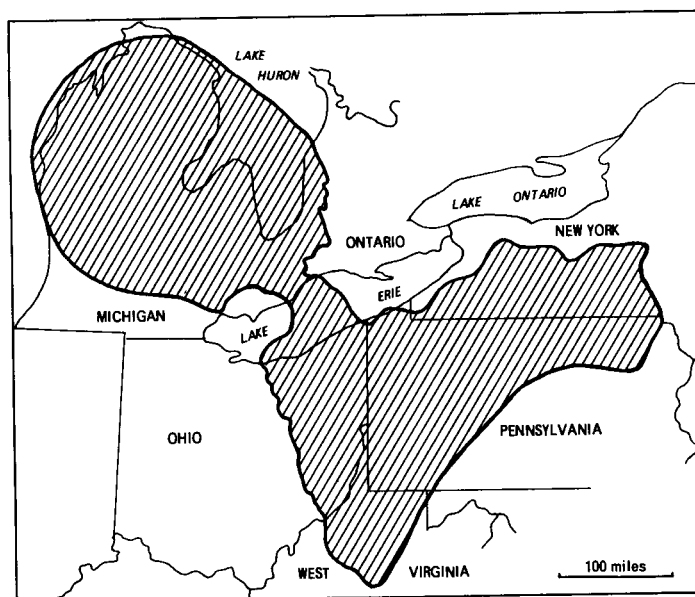 LAKE
HURON
LAKE ONTARIO
ONTARIO
NEW YORK
ERIE
MICHIGAN
LAKE
OHIO
PENNSYLVANIA
WEST VIRGINIA
100 miles